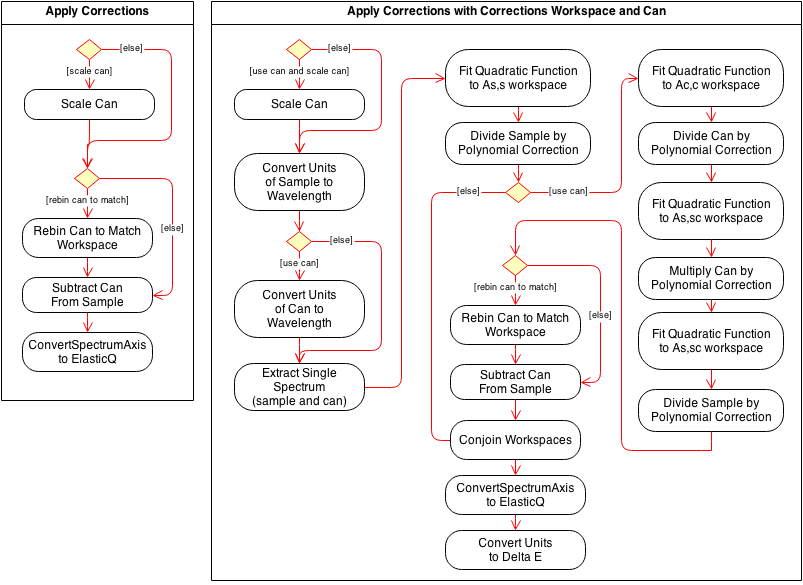 Apply Corrections
[else]
[scale can]
Scale Can
[rebin can to match]
[else]
Rebin Can to Match
Workspace
Subtract Can
From Sample
ConvertSpectrumAxis
to ElasticQ
Apply Corrections with Corrections Workspace and Can
[else]
[use can and scale can]
Scale Can
Convert Units
of Sample to
Wavelength
[else]
[use can]
Convert Units
of Can to
Wavelength
Extract Single
Spectrum
(sample and can)
Fit Quadratic Function
to As,s workspace
Divide Sample by
Polynomial Correction
[else]
[use can]
[rebin can to match]
[else]
Rebin Can to Match
Workspace
Subtract Can
From Sample
Conjoin Workspaces
ConvertSpectrumAxis
to ElasticQ
Convert Units
to Delta E
Fit Quadratic Function
to Ac,c workspace
Divide Can by
Polynomial Correction
Fit Quadratic Function
to As,sc workspace
Multiply Can by
Polynomial Correction
Fit Quadratic Function
to As,sc workspace
Divide Sample by
Polynomial Correction